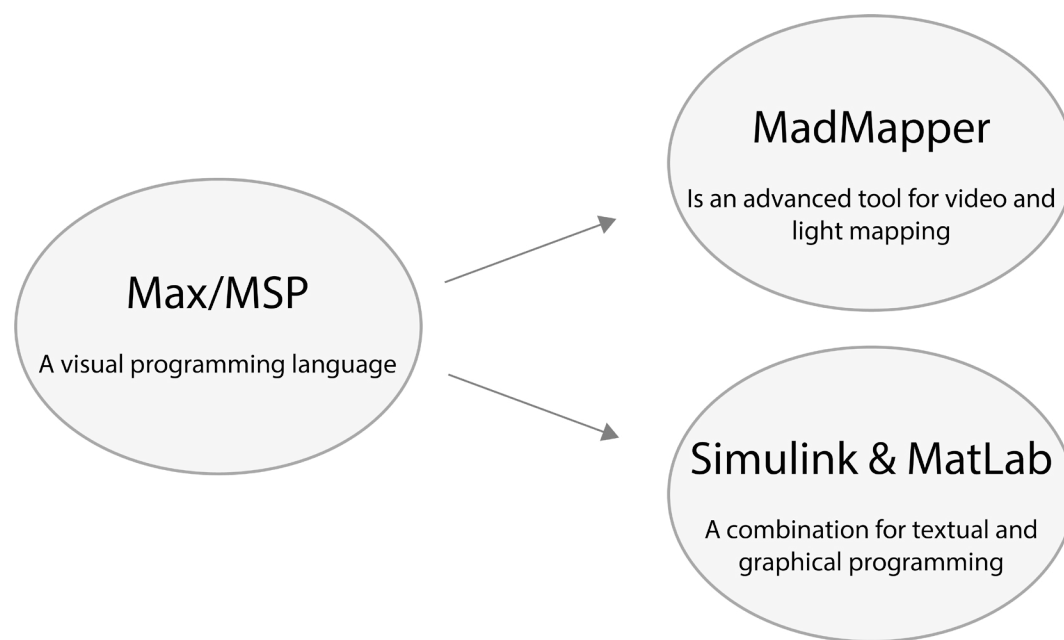 Max/MSP
A visual programming language
MadMapper
Is an advanced tool for video and
light mapping
Simulink & MatLab
A combination for textual and
graphical programming